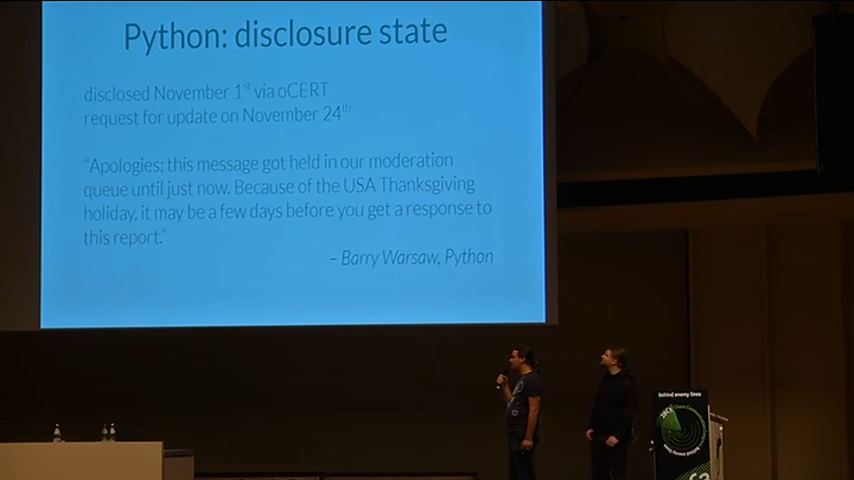 Python: disclosure state
disclosed November 1st via oCERT
request for update on November 24th
"Apologies; this message got held in our moderation
queue until just now. Because of the USA Thanksgiving
holiday, it may be a few days before you get a response to
this report."
– Barry Warsaw, Python
behind enemy lines
28C3